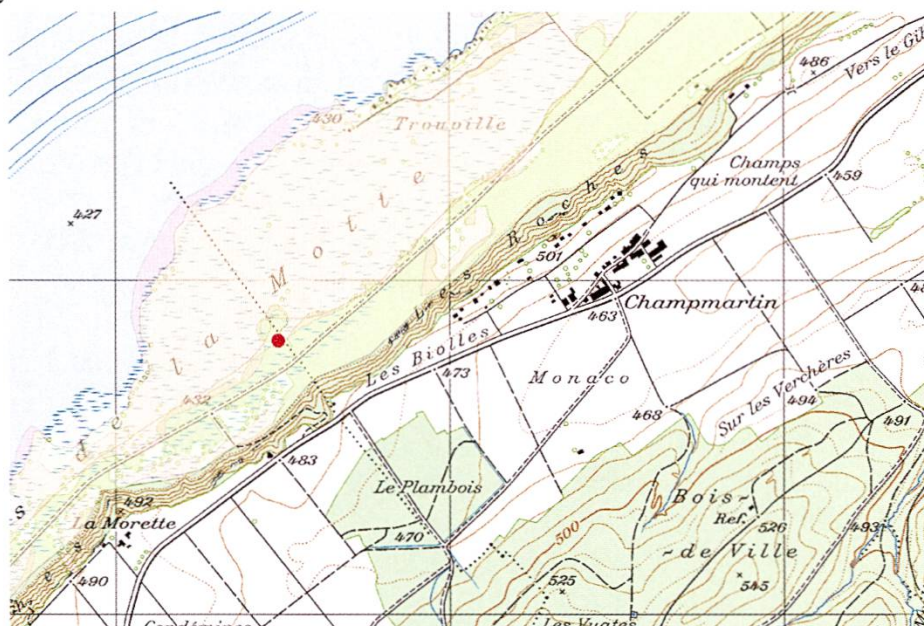 486
Vers le Gib
430
Trouville
Champs
qui montent
459
427
la Motte
Les Roches
501
Champmartin
463
Les Biolles
473
Monaco
Sur les Verchères
432
468
494
491
de
483
492
Le Plambois
La Morette
500
Bois
Ref.
526
470
de Ville
493
490
525
545
Les Vuates